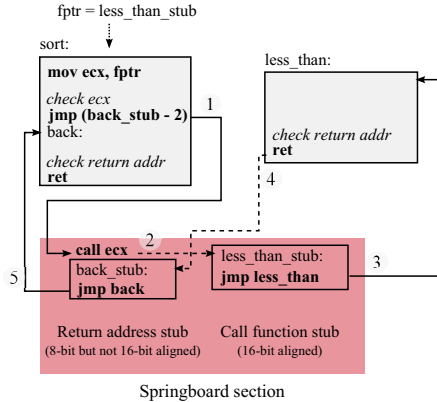 fptr = less_than_stub
sort:
mov ecx, fptr
check ecx
jmp (back_stub - 2)
back:
check return addr
ret
1
less_than:
check return addr
ret
4
call ecx
2
back_stub:
jmp back
5
less_than_stub:
jmp less_than
3
Return address stub
(8-bit but not 16-bit aligned)
Call function stub
(16-bit aligned)
Springboard section